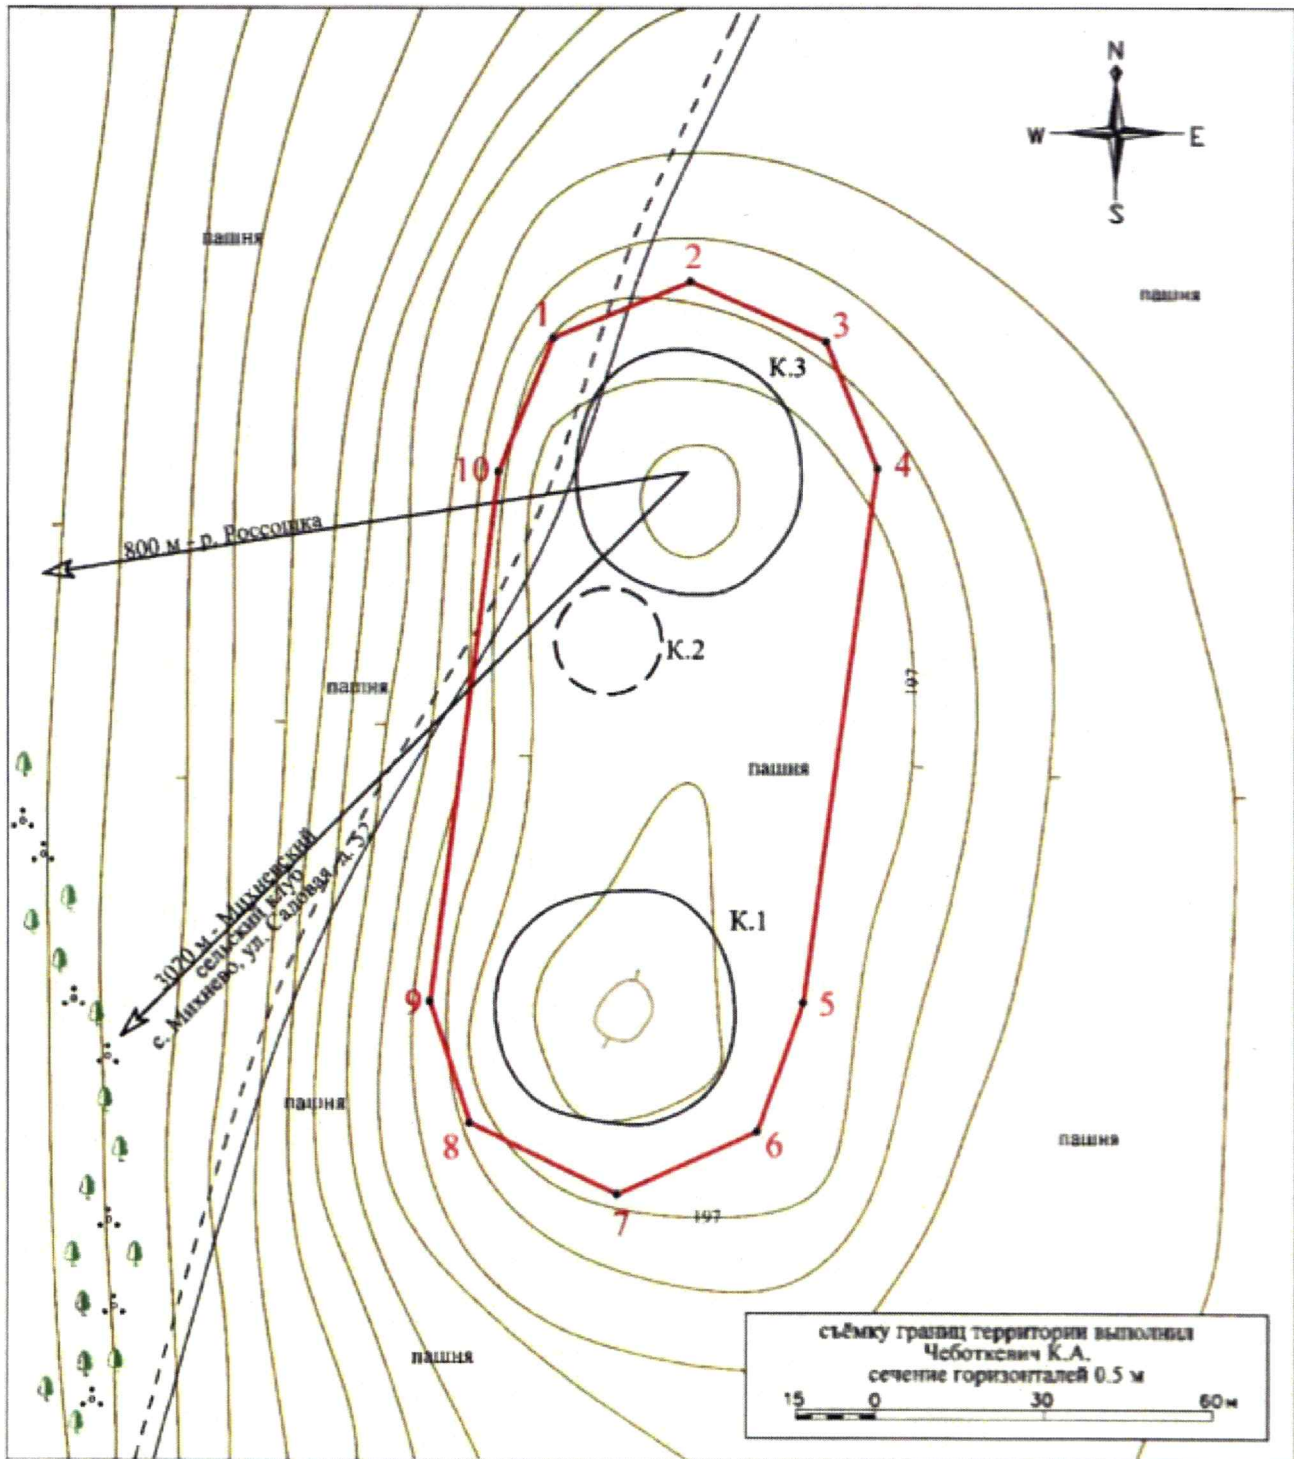 N
W E
S
пашня
пашня
2
1
3
К.3
10
4
800 м - р. Россошка
К.2
197
пашня
пашня
3020 м - Михневский
сельский клуб
с. Михнево, ул. Садовая, д. 52
К.1
9
5
пашня
8
6
пашня
7
197
пашня
съёмку границ территории выполнил
Чеботкевич К.А.
сечение горизонталей 0.5 м
15 0 30 60 м